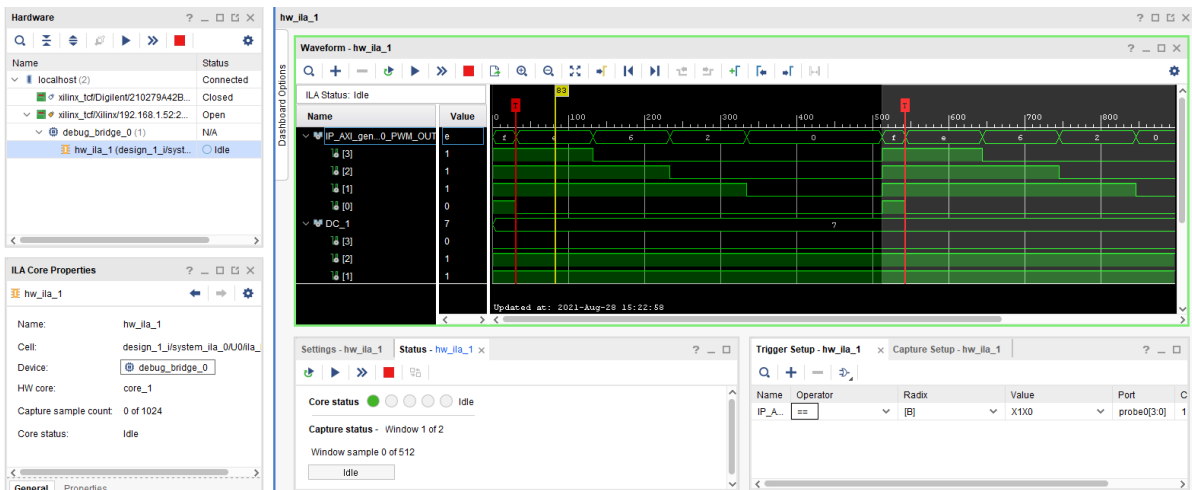 Hardware
Name Status
localhost (2) Connected
xilinx_tcf/Digilent/210279A42B... Closed
xilinx_tcf/Xilinx/192.168.1.52:2... Open
debug_bridge_0 (1) N/A
hw_ila_1 (design_1_i/syst... Idle
ILA Core Properties
hw_ila_1
Name: hw_ila_1
Cell: design_1_i/system_ila_0/U0/ila_
Device: debug_bridge_0
HW core: core_1
Capture sample count 0 of 1024
Core status: Idle
General Properties
hw_ila_1
Dashboard Options
Waveform - hw_ila_1
ILA Status: Idle
Name Value
83
T T
0 100 200 300 400 500 600 700 800
IP_AXI_gen...0_PWM_OUT e f e 6 2 0 f e 6 2 0
[3] 1
[2] 1
[1] 1
[0] 0
DC_1 7 7
[3] 0
[2] 1
[1] 1
Updated at: 2021-Aug-28 15:22:58
Settings - hw_ila_1 Status - hw_ila_1
Core status Idle
Capture status - Window 1 of 2
Window sample 0 of 512
Idle
Trigger Setup - hw_ila_1 Capture Setup - hw_ila_1
Name Operator Radix Value Port C
IP_A... == [B] X1X0 probe0[3:0] 1